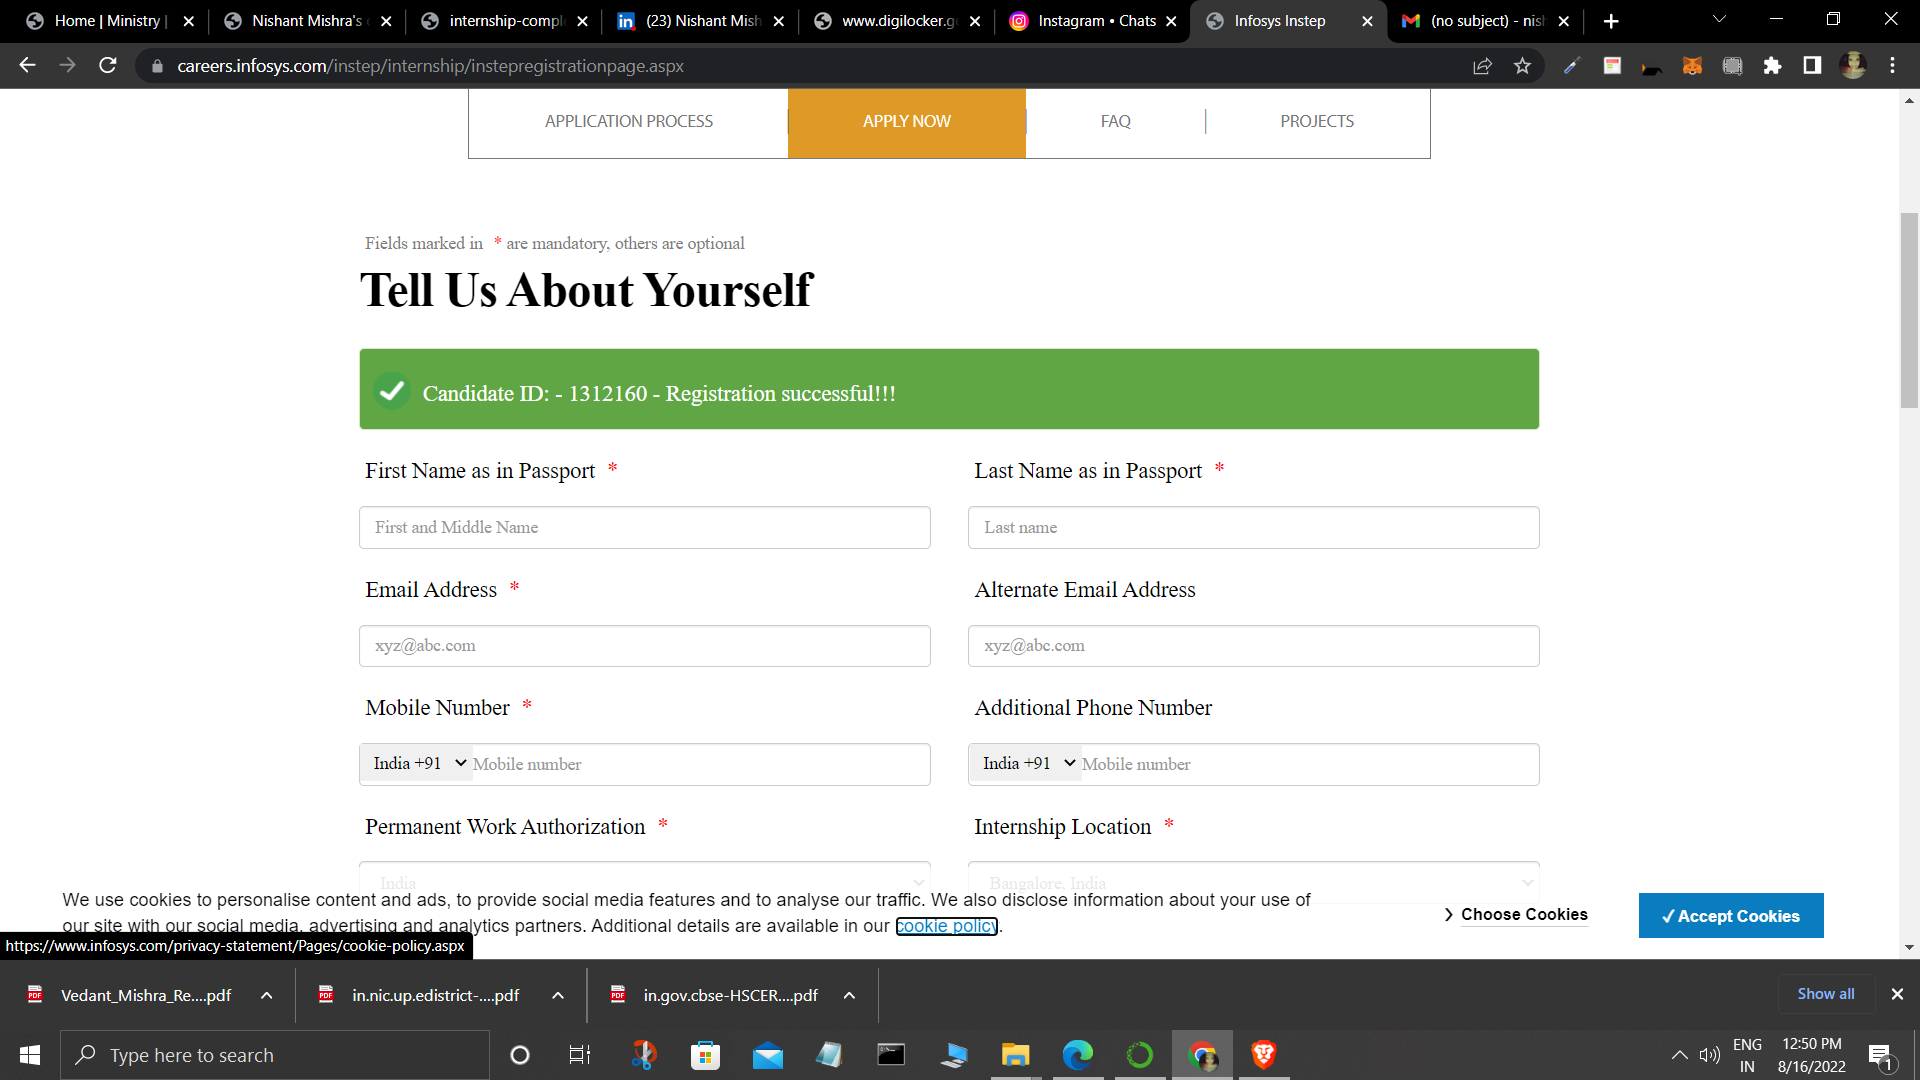 Home | Ministry |
Nishant Mishra's
internship-compl
(23) Nishant Mish
www.digilocker.g
Instagram • Chats
Infosys Instep
(no subject) - nish
careers.infosys.com/instep/internship/instepregistrationpage.aspx
APPLICATION PROCESS
APPLY NOW
FAQ
PROJECTS
Fields marked in * are mandatory, others are optional
Tell Us About Yourself
Candidate ID: - 1312160 - Registration successful!!!
First Name as in Passport *
Last Name as in Passport *
First and Middle Name
Last name
Email Address *
Alternate Email Address
xyz@abc.com
xyz@abc.com
Mobile Number *
Additional Phone Number
India +91
Mobile number
India +91
Mobile number
Permanent Work Authorization *
Internship Location *
India
Bangalore, India
We use cookies to personalise content and ads, to provide social media features and to analyse our traffic. We also disclose information about your use of
our site with our social media, advertising and analytics partners. Additional details are available in our cookie policy.
Choose Cookies
✓ Accept Cookies
https://www.infosys.com/privacy-statement/Pages/cookie-policy.aspx
Vedant_Mishra_Re....pdf
in.nic.up.edistrict-....pdf
in.gov.cbse-HSCER....pdf
Show all
Type here to search
ENG
IN
12:50 PM
8/16/2022
1